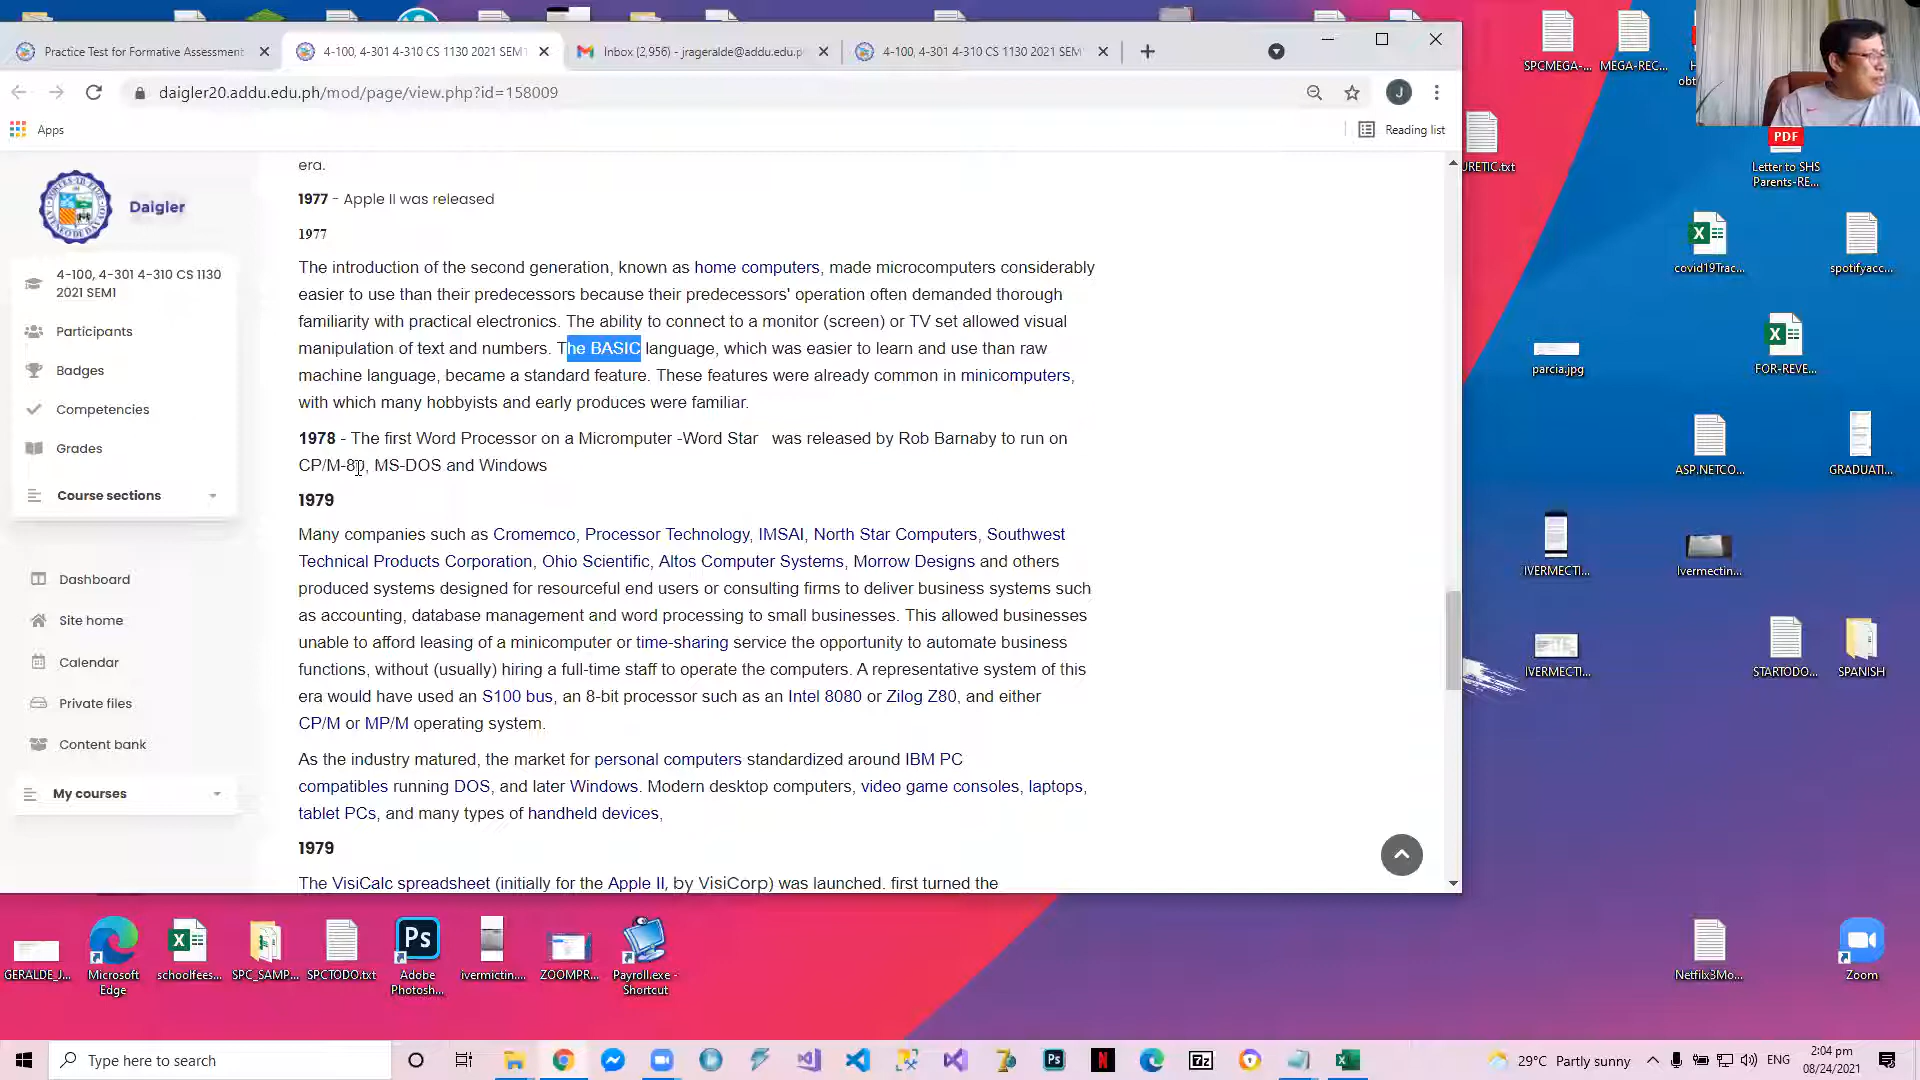 Practice Test for Formative Assessment
4-100, 4-301 4-310 CS 1130 2021 SEM1
Inbox (2,956) - jrageralde@addu.edu.p
4-100, 4-301 4-310 CS 1130 2021 SEM
daigler20.addu.edu.ph/mod/page/view.php?id=158009
J
Apps
Reading list
Daigler
4-100, 4-301 4-310 CS 1130
2021 SEM1
Participants
Badges
Competencies
Grades
Course sections
Dashboard
Site home
Calendar
Private files
Content bank
My courses
era.
1977 - Apple II was released
1977
The introduction of the second generation, known as home computers, made microcomputers considerably
easier to use than their predecessors because their predecessors' operation often demanded thorough
familiarity with practical electronics. The ability to connect to a monitor (screen) or TV set allowed visual
manipulation of text and numbers. The BASIC language, which was easier to learn and use than raw
machine language, became a standard feature. These features were already common in minicomputers,
with which many hobbyists and early produces were familiar.
1978 - The first Word Processor on a Micromputer -Word Star was released by Rob Barnaby to run on
CP/M-80, MS-DOS and Windows
1979
Many companies such as Cromemco, Processor Technology, IMSAI, North Star Computers, Southwest
Technical Products Corporation, Ohio Scientific, Altos Computer Systems, Morrow Designs and others
produced systems designed for resourceful end users or consulting firms to deliver business systems such
as accounting, database management and word processing to small businesses. This allowed businesses
unable to afford leasing of a minicomputer or time-sharing service the opportunity to automate business
functions, without (usually) hiring a full-time staff to operate the computers. A representative system of this
era would have used an S100 bus, an 8-bit processor such as an Intel 8080 or Zilog Z80, and either
CP/M or MP/M operating system.
As the industry matured, the market for personal computers standardized around IBM PC
compatibles running DOS, and later Windows. Modern desktop computers, video game consoles, laptops,
tablet PCs, and many types of handheld devices,
1979
The VisiCalc spreadsheet (initially for the Apple II, by VisiCorp) was launched. first turned the
SPCMEGA-...
MEGA-REC...
URETIC.txt
PDF
Letter to SHS
Parents-RE...
covid19Trac...
spotifyacc...
parcia.jpg
FOR-REVE...
ASP.NETCO...
GRADUATI...
IVERMECTI...
Ivermectin...
IVERMECTI...
STARTODO...
SPANISH
GERALDE_J...
Microsoft
Edge
schoolfees...
SPC_SAMP...
SPCTODO.txt
Ps
Adobe
Photosh...
ivermictin...
ZOOMPR...
Payroll.exe -
Shortcut
Netflix3Mo...
Zoom
Type here to search
29°C Partly sunny
ENG
2:04 pm
08/24/2021